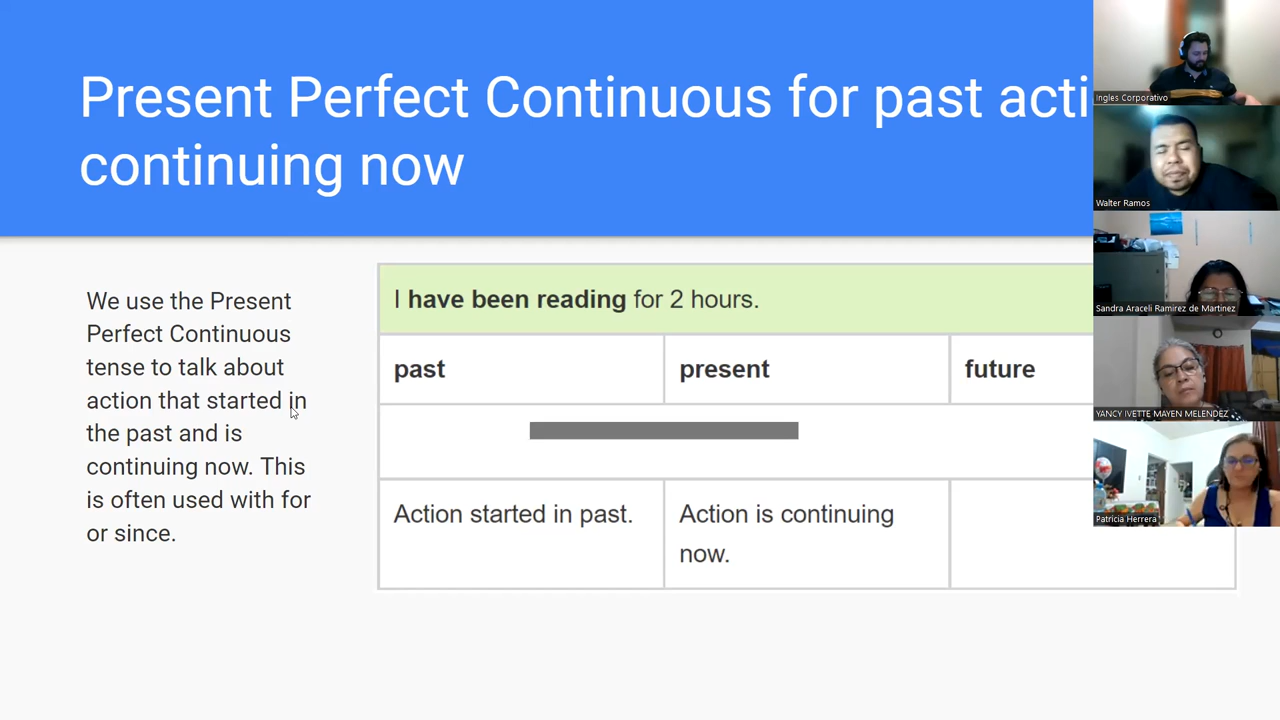 Present Perfect Continuous for past acti
continuing now
We use the Present
Perfect Continuous
tense to talk about
action that started in
the past and is
continuing now. This
is often used with for
or since.
I have been reading for 2 hours.
past present future
Action started in past. Action is continuing
now.
Ingles Corporativo
Walter Ramos
Sandra Araceli Ramirez de Martinez
YANCY IVETTE MAYEN MELENDEZ
Patricia Herrera